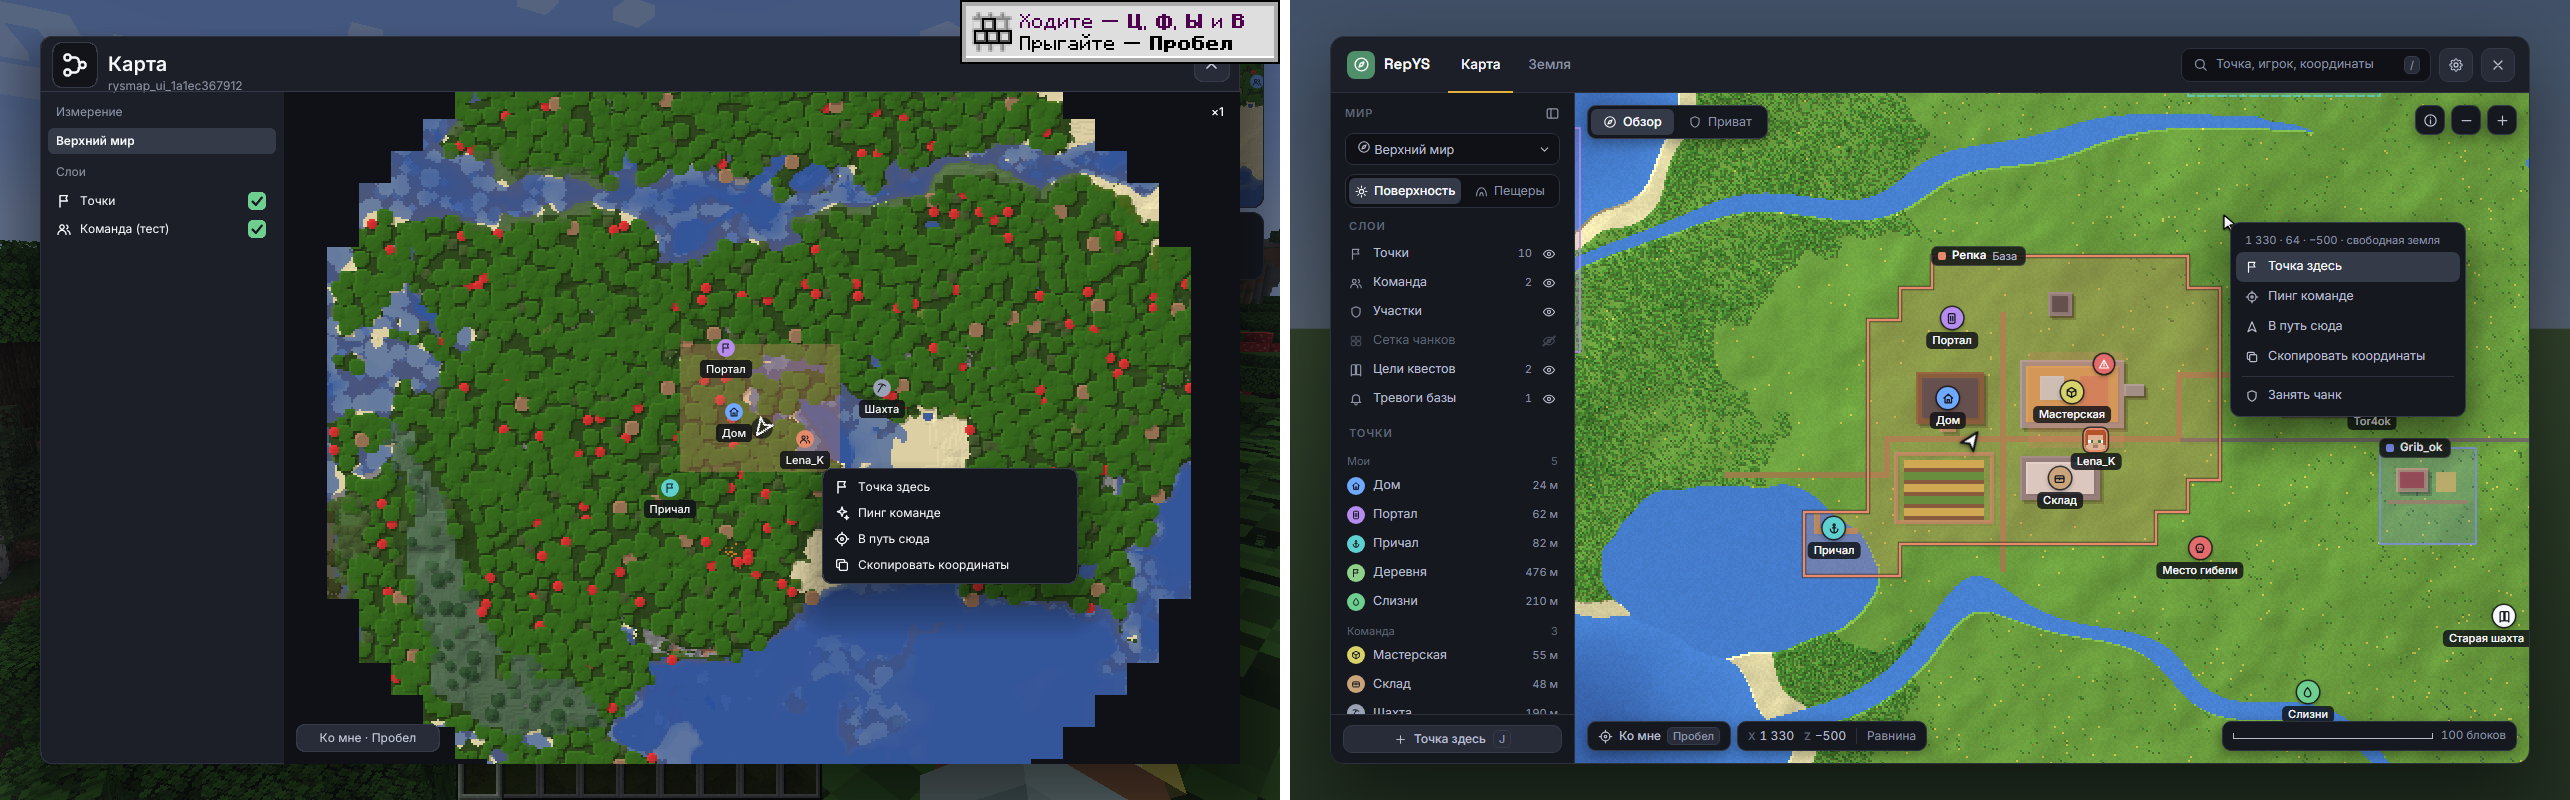 Ходите — Ц, Ф, Ы и В
Прыгайте — Пробел
Карта
rysmap_ui_1a1ec367912
Измерение
Верхний мир
Слои
Точки
Команда (тест)
×1
Портал
Шахта
Дом
Lena_K
Причал
Точка здесь
Пинг команде
В путь сюда
Скопировать координаты
Ко мне · Пробел
RepYS
Карта
Земля
Точка, игрок, координаты /
МИР
Верхний мир
Поверхность
Пещеры
СЛОИ
Точки 10
Команда 2
Участки
Сетка чанков
Цели квестов 2
Тревоги базы 1
ТОЧКИ
Мои 5
Дом 24 м
Портал 62 м
Причал 82 м
Деревня 476 м
Слизни 210 м
Команда 3
Мастерская 55 м
Склад 48 м
Шахта 190 м
+ Точка здесь J
Обзор
Приват
Репка База
Портал
Дом
Мастерская
Lena_K
Склад
Причал
Место гибели
Tor4ok
Grib_ok
Старая шахта
Слизни
1 330 · 64 · −500 · свободная земля
Точка здесь
Пинг команде
В путь сюда
Скопировать координаты
Занять чанк
Ко мне Пробел
X 1 330 Z −500 Равнина
100 блоков